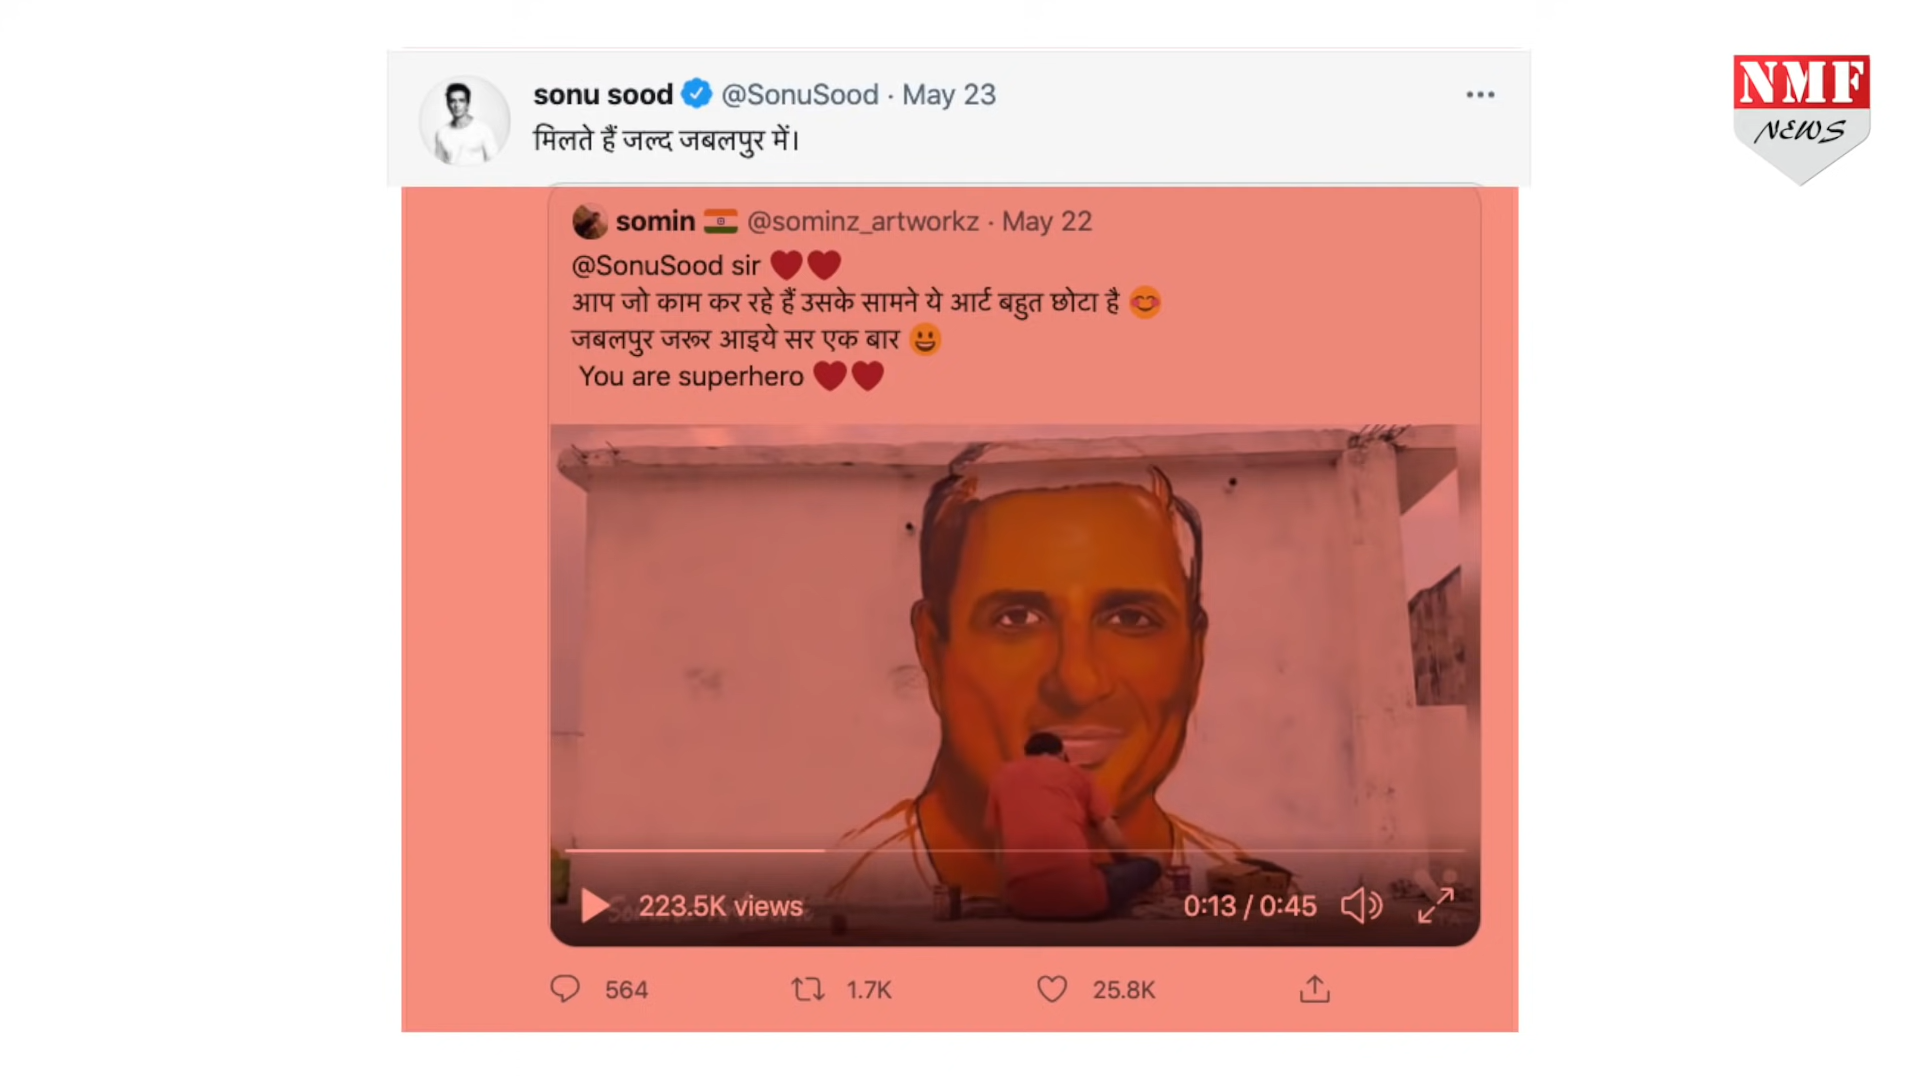 NMF
NEWS
sonu sood @SonuSood · May 23
मिलते हैं जल्द जबलपुर में।
somin @sominz_artworkz · May 22
@SonuSood sir ❤❤
आप जो काम कर रहे हैं उसके सामने ये आर्ट बहुत छोटा है 😊
जबलपुर जरूर आइये सर एक बार 😃
You are superhero ❤❤
223.5K views
0:13 / 0:45
564
1.7K
25.8K